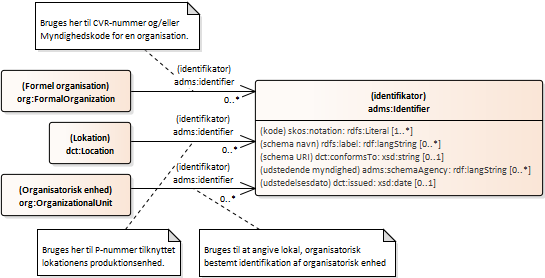 Bruges her til CVR-nummer og/eller
Myndighedskode for en organisation.
(Formel organisation)
org:FormalOrganization
(identifikator)
adms:identifier
0..*
(Lokation)
dct:Location
(identifikator)
adms:identifier
0..*
(Organisatorisk enhed)
org:OrganizationalUnit
(identifikator)
adms:identifier
0..*
(identifikator)
adms:Identifier
(kode) skos:notation: rdfs:Literal [1..*]
(schema navn) rdfs:label: rdf:langString [0..*]
(schema URI) dct:conformsTo: xsd:string [0..1]
(udstedende myndighed) adms:schemaAgency: rdf:langString [0..*]
(udstedelsesdato) dct:issued: xsd:date [0..1]
Bruges her til P-nummer tilknyttet
lokationens produktionsenhed.
Bruges til at angive lokal, organisatorisk
bestemt identifikation af organisatorisk enhed